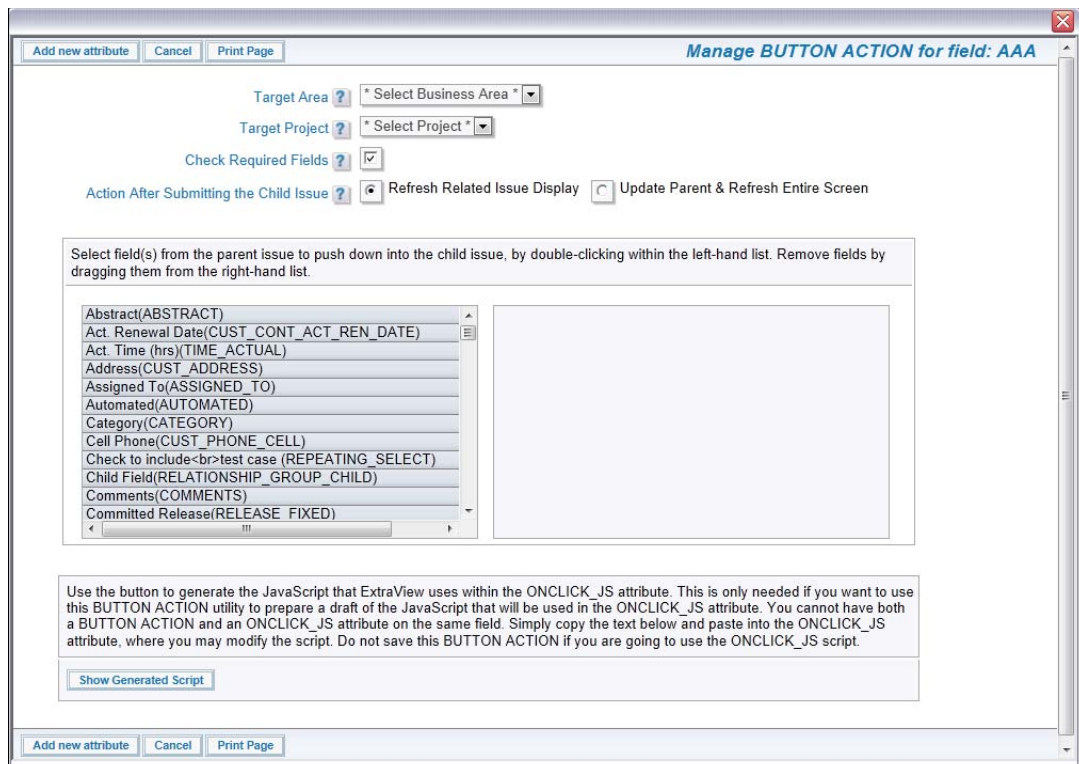 Add new attribute Cancel Print Page Manage BUTTON ACTION for field: AAA
Target Area ? * Select Business Area *
Target Project ? * Select Project *
Check Required Fields ?
Action After Submitting the Child Issue ? Refresh Related Issue Display Update Parent & Refresh Entire Screen
Select field(s) from the parent issue to push down into the child issue, by double-clicking within the left-hand list. Remove fields by
dragging them from the right-hand list.
Abstract(ABSTRACT)
Act. Renewal Date(CUST_CONT_ACT_REN_DATE)
Act. Time (hrs)(TIME_ACTUAL)
Address(CUST_ADDRESS)
Assigned To(ASSIGNED_TO)
Automated(AUTOMATED)
Category(CATEGORY)
Cell Phone(CUST_PHONE_CELL)
Check to include<br>test case (REPEATING_SELECT)
Child Field(RELATIONSHIP_GROUP_CHILD)
Comments(COMMENTS)
Committed Release(RELEASE_FIXED)
Use the button to generate the JavaScript that ExtraView uses within the ONCLICK_JS attribute. This is only needed if you want to use
this BUTTON ACTION utility to prepare a draft of the JavaScript that will be used in the ONCLICK_JS attribute. You cannot have both
a BUTTON ACTION and an ONCLICK_JS attribute on the same field. Simply copy the text below and paste into the ONCLICK_JS
attribute, where you may modify the script. Do not save this BUTTON ACTION if you are going to use the ONCLICK_JS script.
Show Generated Script
Add new attribute Cancel Print Page